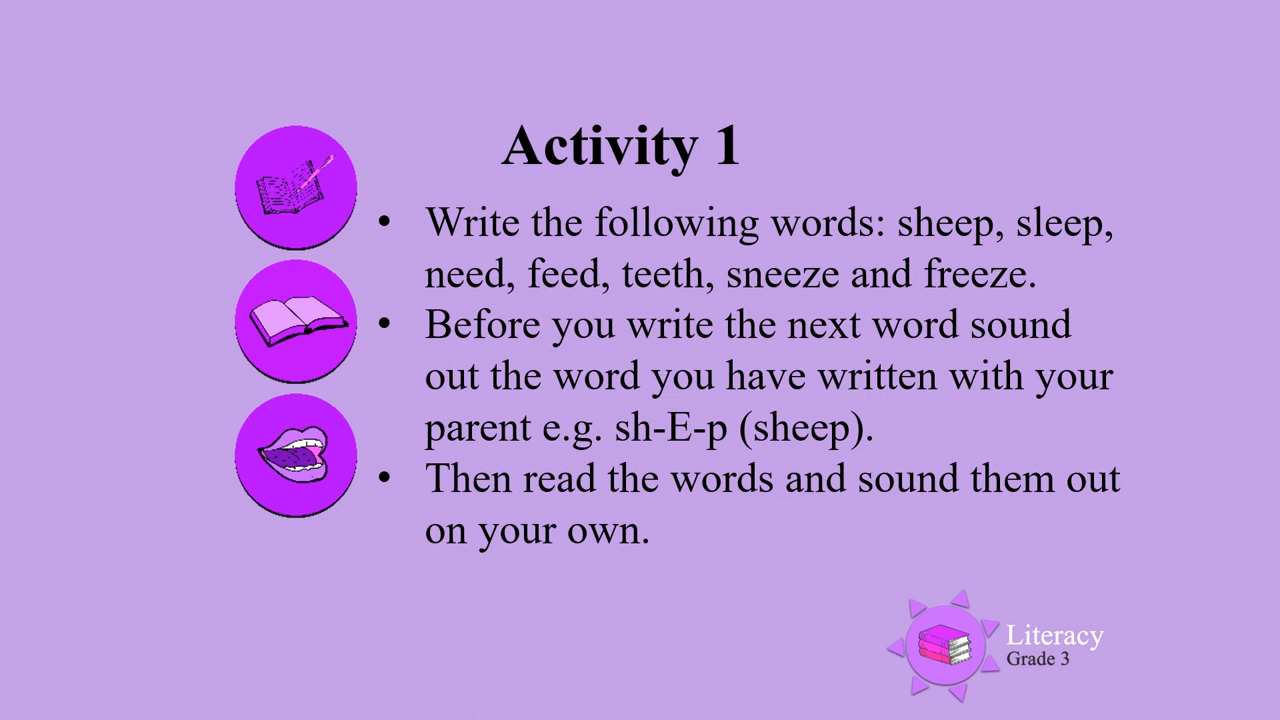 Activity 1
• Write the following words: sheep, sleep,
need, feed, teeth, sneeze and freeze.
• Before you write the next word sound
out the word you have written with your
parent e.g. sh-E-p (sheep).
• Then read the words and sound them out
on your own.
Literacy
Grade 3